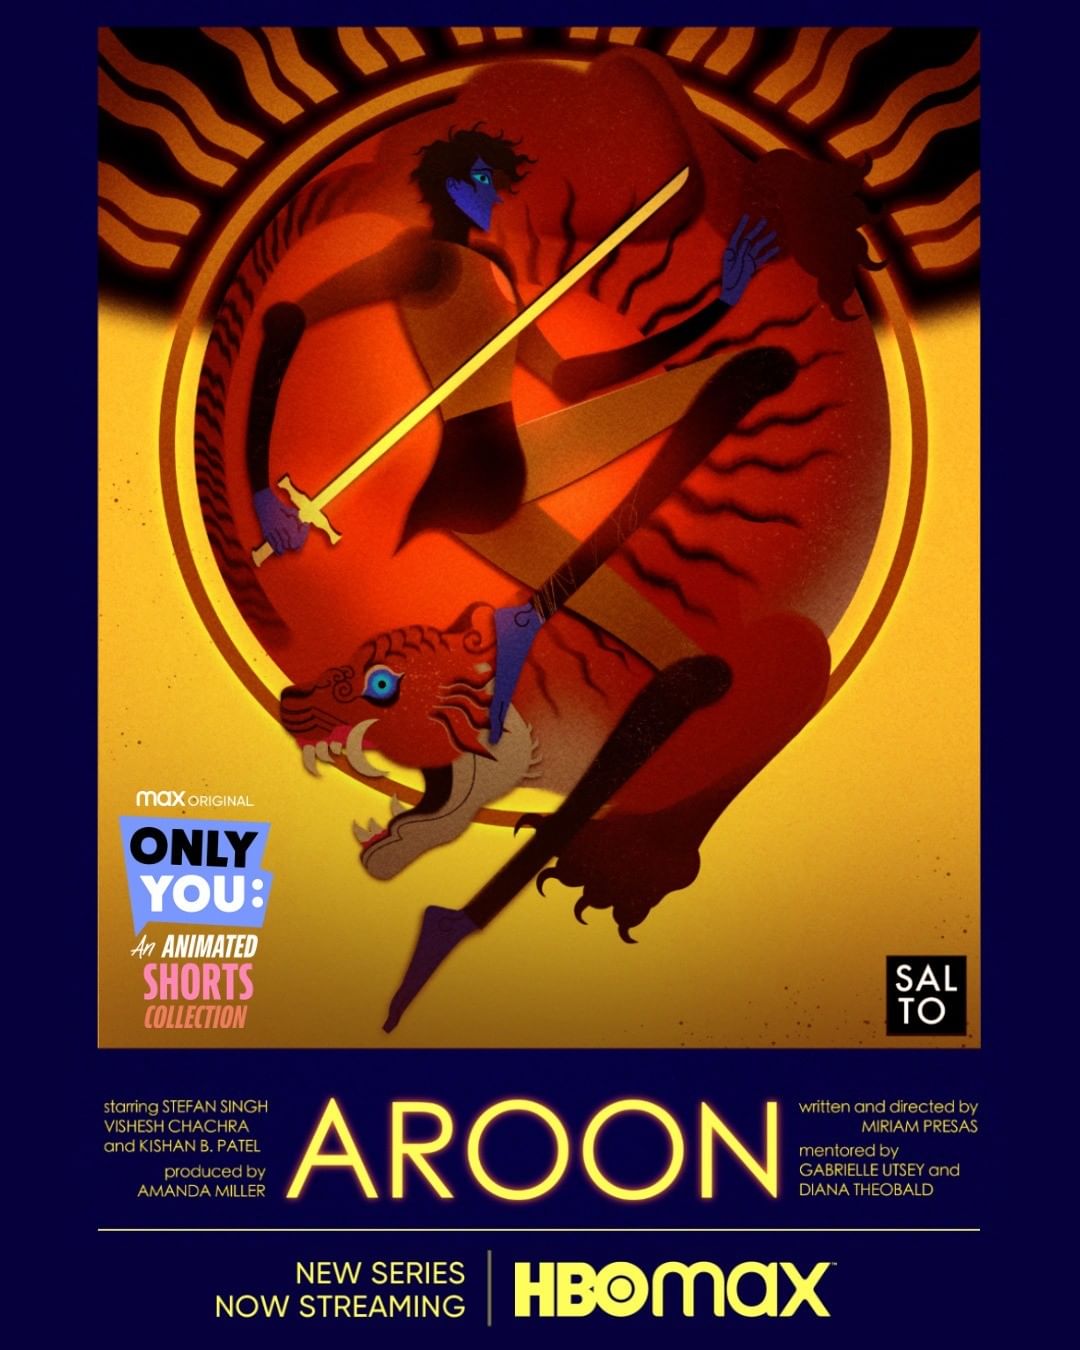 max ORIGINAL
ONLY
YOU:
An ANIMATED
SHORTS
COLLECTION
SAL
TO
starring STEFAN SINGH
VISHESH CHACHRA
and KISHAN B. PATEL
produced by
AMANDA MILLER
AROON
written and directed by
MIRIAM PRESAS
mentored by
GABRIELLE UTSEY and
DIANA THEOBALD
NEW SERIES
NOW STREAMING
HBOmax™